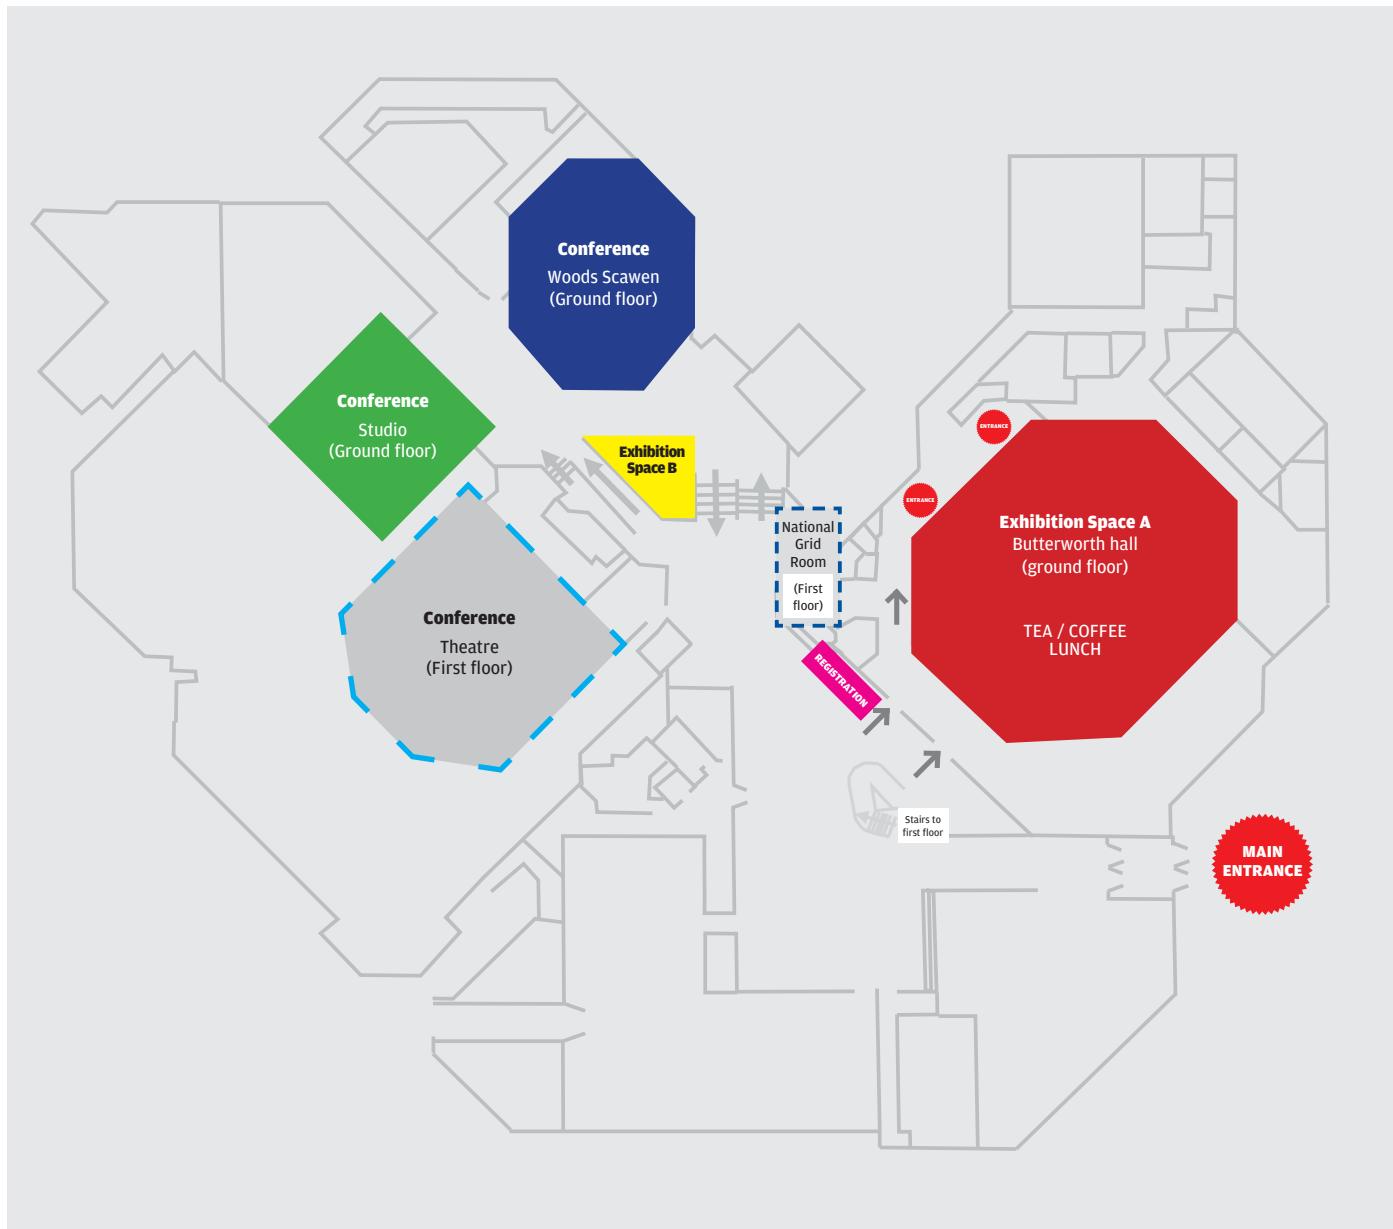 Conference
Woods Scawen
(Ground floor)
Conference
Studio
(Ground floor)
Exhibition
Space B
ENTRANCE
ENTRANCE
Exhibition Space A
Butterworth hall
(ground floor)
TEA / COFFEE
LUNCH
National
Grid
Room
(First
floor)
Conference
Theatre
(First floor)
REGISTRATION
Stairs to
first floor
MAIN
ENTRANCE